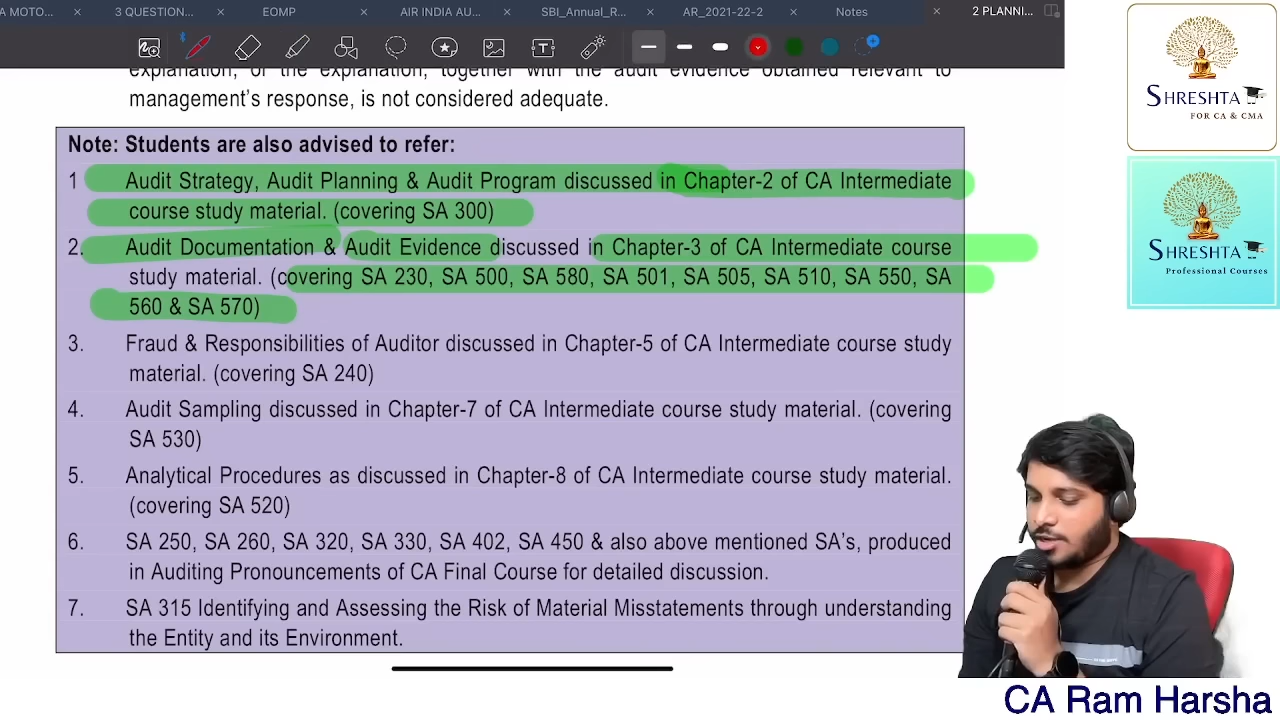 A MOTO...
3 QUESTION...
EOMP
AIR INDIA AU...
SBI_Annual_R...
AR_2021-22-2
Notes
2 PLANNI...
explanation, or the explanation, together with the audit evidence obtained relevant to
management's response, is not considered adequate.
Note: Students are also advised to refer:
1 Audit Strategy, Audit Planning & Audit Program discussed in Chapter-2 of CA Intermediate
course study material. (covering SA 300)
2. Audit Documentation & Audit Evidence discussed in Chapter-3 of CA Intermediate course
study material. (covering SA 230, SA 500, SA 580, SA 501, SA 505, SA 510, SA 550, SA
560 & SA 570)
3. Fraud & Responsibilities of Auditor discussed in Chapter-5 of CA Intermediate course study
material. (covering SA 240)
4. Audit Sampling discussed in Chapter-7 of CA Intermediate course study material. (covering
SA 530)
5. Analytical Procedures as discussed in Chapter-8 of CA Intermediate course study material.
(covering SA 520)
6. SA 250, SA 260, SA 320, SA 330, SA 402, SA 450 & also above mentioned SA's, produced
in Auditing Pronouncements of CA Final Course for detailed discussion.
7. SA 315 Identifying and Assessing the Risk of Material Misstatements through understanding
the Entity and its Environment.
SHRESHTA
FOR CA & CMA
SHRESHTA
Professional Courses
CA Ram Harsha